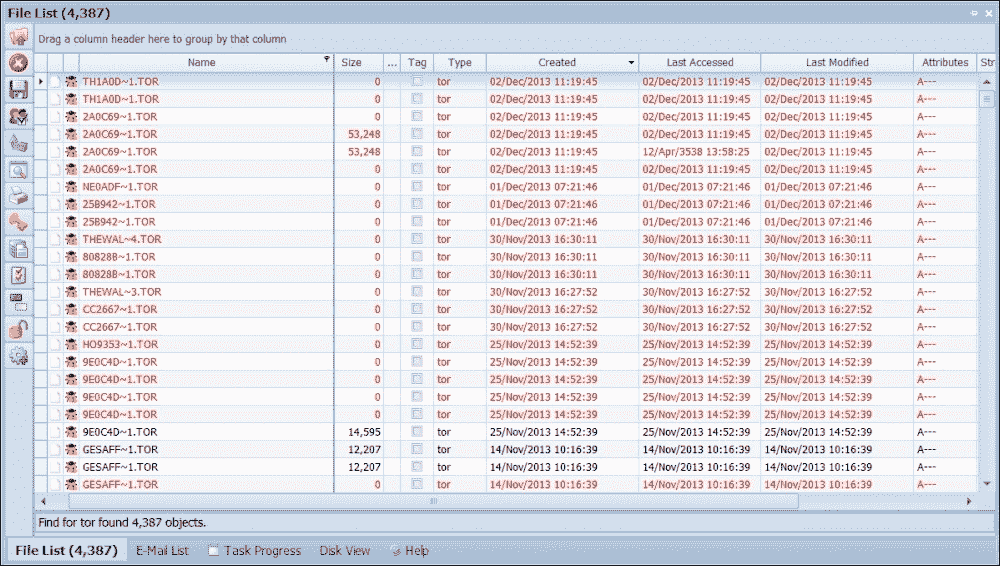 File List (4,387)
Drag a column header here to group by that column
Name Size ... Tag Type Created Last Accessed Last Modified Attributes Str
TH1A0D~1.TOR 0 tor 02/Dec/2013 11:19:45 02/Dec/2013 11:19:45 02/Dec/2013 11:19:45 A---
TH1A0D~1.TOR 0 tor 02/Dec/2013 11:19:45 02/Dec/2013 11:19:45 02/Dec/2013 11:19:45 A---
2A0C69~1.TOR 0 tor 02/Dec/2013 11:19:45 02/Dec/2013 11:19:45 02/Dec/2013 11:19:45 A---
2A0C69~1.TOR 53,248 tor 02/Dec/2013 11:19:45 02/Dec/2013 11:19:45 02/Dec/2013 11:19:45 A---
2A0C69~1.TOR 53,248 tor 02/Dec/2013 11:19:45 12/Apr/3538 13:58:25 02/Dec/2013 11:19:45 A---
2A0C69~1.TOR 0 tor 02/Dec/2013 11:19:45 02/Dec/2013 11:19:45 02/Dec/2013 11:19:45 A---
NE0ADF~1.TOR 0 tor 01/Dec/2013 07:21:46 01/Dec/2013 07:21:46 01/Dec/2013 07:21:46 A---
25B942~1.TOR 0 tor 01/Dec/2013 07:21:46 01/Dec/2013 07:21:46 01/Dec/2013 07:21:46 A---
25B942~1.TOR 0 tor 01/Dec/2013 07:21:46 01/Dec/2013 07:21:46 01/Dec/2013 07:21:46 A---
THEWAL~4.TOR 0 tor 30/Nov/2013 16:30:11 30/Nov/2013 16:30:11 30/Nov/2013 16:30:11 A---
80828B~1.TOR 0 tor 30/Nov/2013 16:30:11 30/Nov/2013 16:30:11 30/Nov/2013 16:30:11 A---
80828B~1.TOR 0 tor 30/Nov/2013 16:30:11 30/Nov/2013 16:30:11 30/Nov/2013 16:30:11 A---
THEWAL~3.TOR 0 tor 30/Nov/2013 16:27:52 30/Nov/2013 16:27:52 30/Nov/2013 16:27:52 A---
CC2667~1.TOR 0 tor 30/Nov/2013 16:27:52 30/Nov/2013 16:27:52 30/Nov/2013 16:27:52 A---
CC2667~1.TOR 0 tor 30/Nov/2013 16:27:52 30/Nov/2013 16:27:52 30/Nov/2013 16:27:52 A---
HO9353~1.TOR 0 tor 25/Nov/2013 14:52:39 25/Nov/2013 14:52:39 25/Nov/2013 14:52:39 A---
9E0C4D~1.TOR 0 tor 25/Nov/2013 14:52:39 25/Nov/2013 14:52:39 25/Nov/2013 14:52:39 A---
9E0C4D~1.TOR 0 tor 25/Nov/2013 14:52:39 25/Nov/2013 14:52:39 25/Nov/2013 14:52:39 A---
9E0C4D~1.TOR 0 tor 25/Nov/2013 14:52:39 25/Nov/2013 14:52:39 25/Nov/2013 14:52:39 A---
9E0C4D~1.TOR 0 tor 25/Nov/2013 14:52:39 25/Nov/2013 14:52:39 25/Nov/2013 14:52:39 A---
9E0C4D~1.TOR 14,595 tor 25/Nov/2013 14:52:39 25/Nov/2013 14:52:39 25/Nov/2013 14:52:39 A---
GESAFF~1.TOR 12,207 tor 14/Nov/2013 10:16:39 14/Nov/2013 10:16:39 14/Nov/2013 10:16:39 A---
GESAFF~1.TOR 12,207 tor 14/Nov/2013 10:16:39 14/Nov/2013 10:16:39 14/Nov/2013 10:16:39 A---
GESAFF~1.TOR 0 tor 14/Nov/2013 10:16:39 14/Nov/2013 10:16:39 14/Nov/2013 10:16:39 A---
Find for tor found 4,387 objects.
File List (4,387) E-Mail List Task Progress Disk View Help